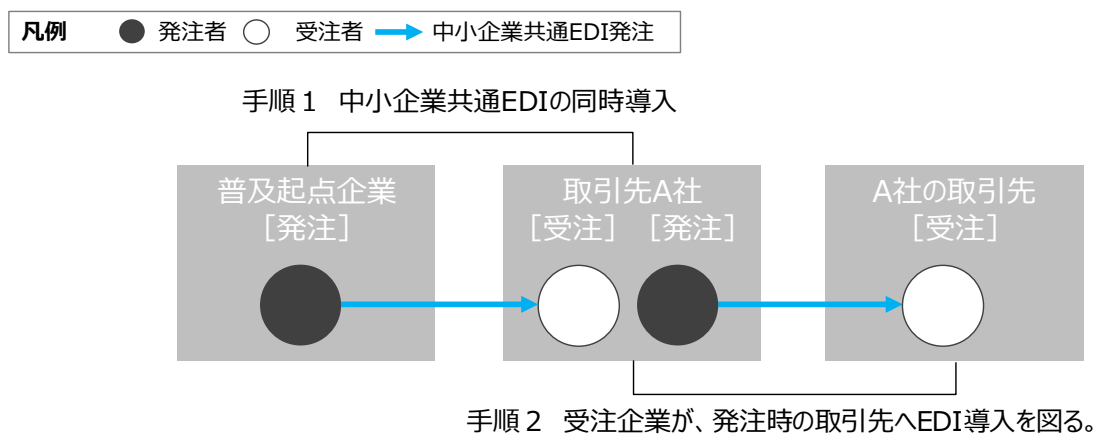 凡例 発注者 受注者 中小企業共通EDI発注
手順１ 中小企業共通EDIの同時導入
普及起点企業
［発注］
取引先A社
［受注］［発注］
A社の取引先
［受注］
手順２ 受注企業が、発注時の取引先へEDI導入を図る。